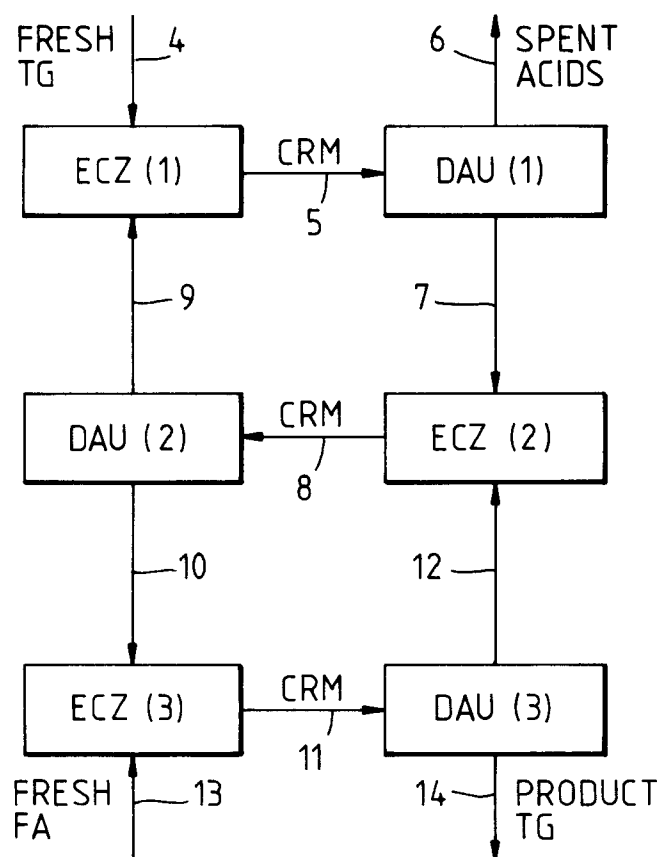 FRESH
TG
4
6
SPENT
ACIDS
ECZ (1)
CRM
5
DAU (1)
9
7
DAU (2)
CRM
8
ECZ (2)
10
12
ECZ (3)
CRM
11
DAU (3)
FRESH
FA
13
14
PRODUCT
TG